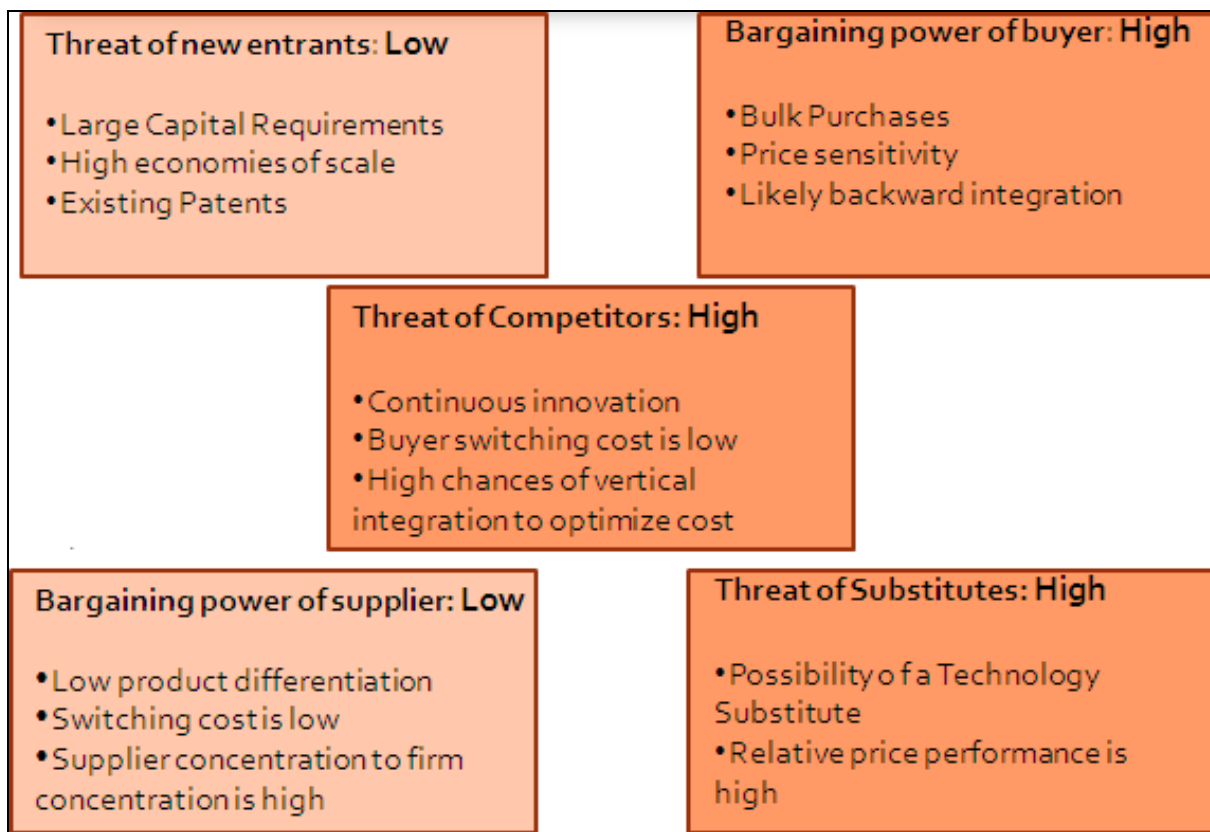 Threat of new entrants: Low
•Large Capital Requirements
•High economies of scale
•Existing Patents
Bargaining power of buyer: High
•Bulk Purchases
•Price sensitivity
•Likely backward integration
Threat of Competitors: High
•Continuous innovation
•Buyer switching cost is low
•High chances of vertical
integration to optimize cost
Bargaining power of supplier: Low
•Low product differentiation
•Switching cost is low
•Supplier concentration to firm
concentration is high
Threat of Substitutes: High
•Possibility of a Technology
Substitute
•Relative price performance is
high